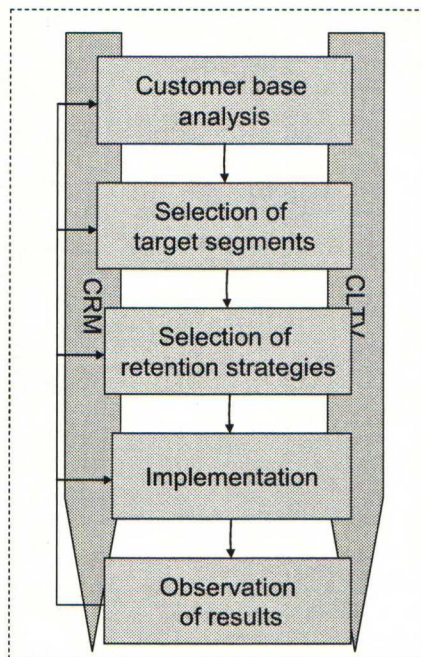 Customer base
analysis
Selection of
target segments
CRM
CLTV
Selection of
retention strategies
Implementation
Observation
of results